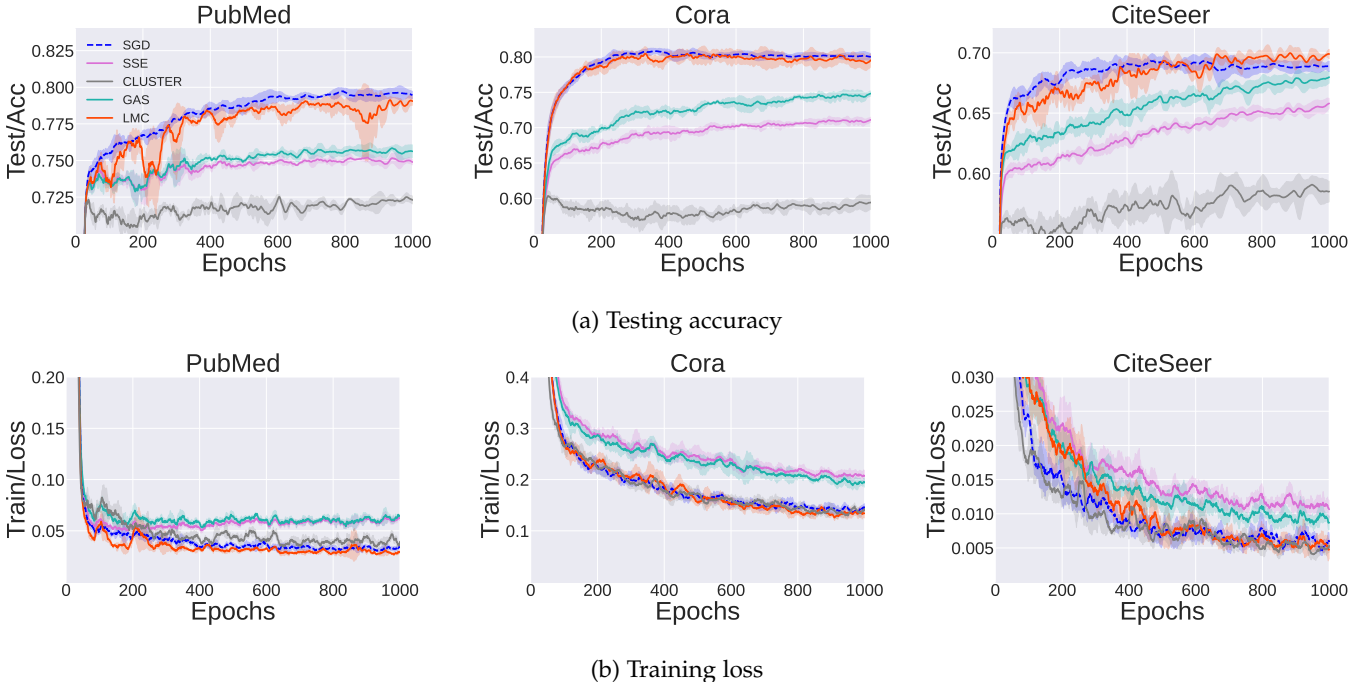 PubMed
Test/Acc
0.825
0.800
0.775
0.750
0.725
SGD
SSE
CLUSTER
GAS
LMC
0 200 400 600 800 1000
Epochs
Cora
Test/Acc
0.80
0.75
0.70
0.65
0.60
0 200 400 600 800 1000
Epochs
CiteSeer
Test/Acc
0.70
0.65
0.60
0 200 400 600 800 1000
Epochs
(a) Testing accuracy
PubMed
Train/Loss
0.20
0.15
0.10
0.05
0 200 400 600 800 1000
Epochs
Cora
Train/Loss
0.4
0.3
0.2
0.1
0 200 400 600 800 1000
Epochs
CiteSeer
Train/Loss
0.030
0.025
0.020
0.015
0.010
0.005
0 200 400 600 800 1000
Epochs
(b) Training loss